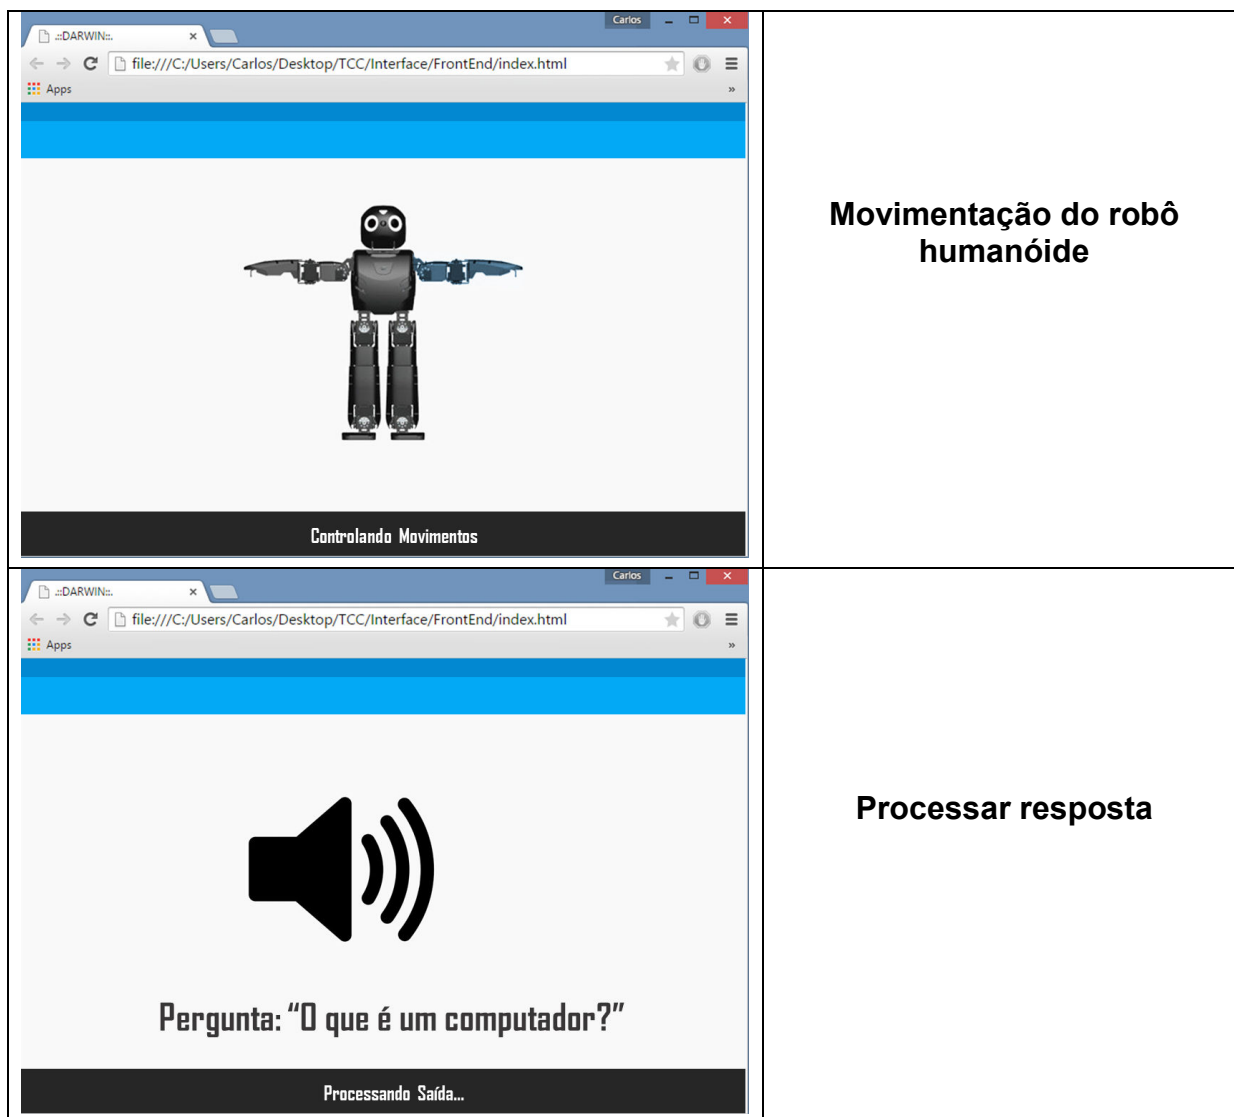 Carlos
.::DARWIN::.
file:///C:/Users/Carlos/Desktop/TCC/Interface/FrontEnd/index.html
Apps
»
Controlando Movimentos
Movimentação do robô
humanóide
Carlos
.::DARWIN::.
file:///C:/Users/Carlos/Desktop/TCC/Interface/FrontEnd/index.html
Apps
»
Pergunta: “O que é um computador?”
Processando Saída...
Processar resposta